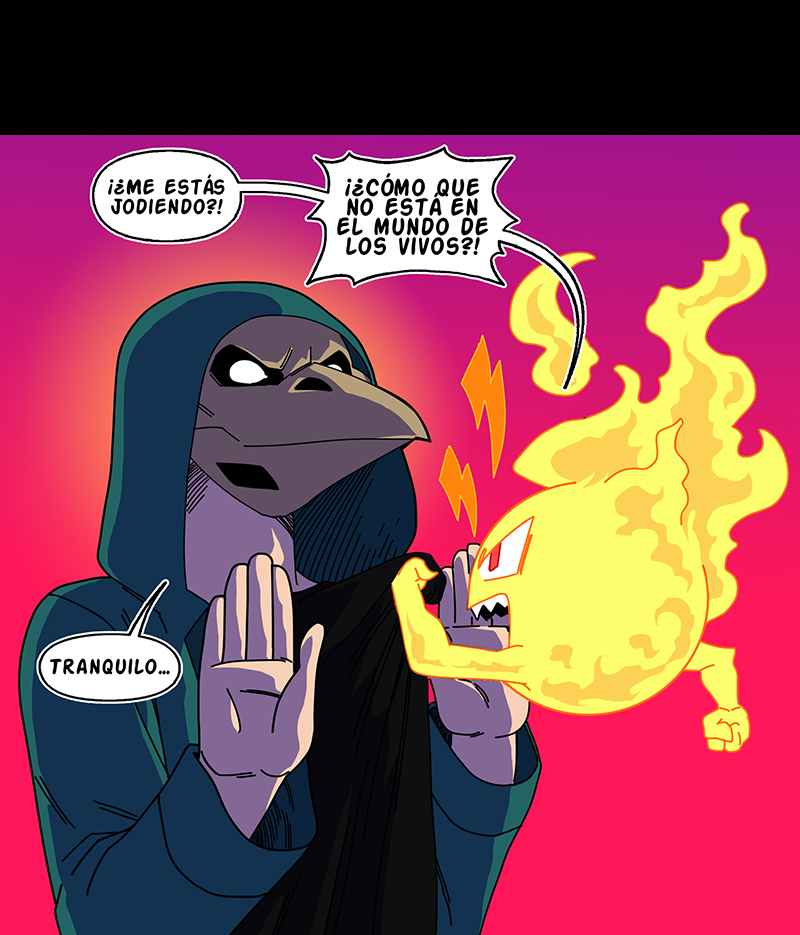 ¡¿ME ESTÁS
JODIENDO?!
¡¿CÓMO QUE
NO ESTÁ EN
EL MUNDO DE
LOS VIVOS?!
TRANQUILO...